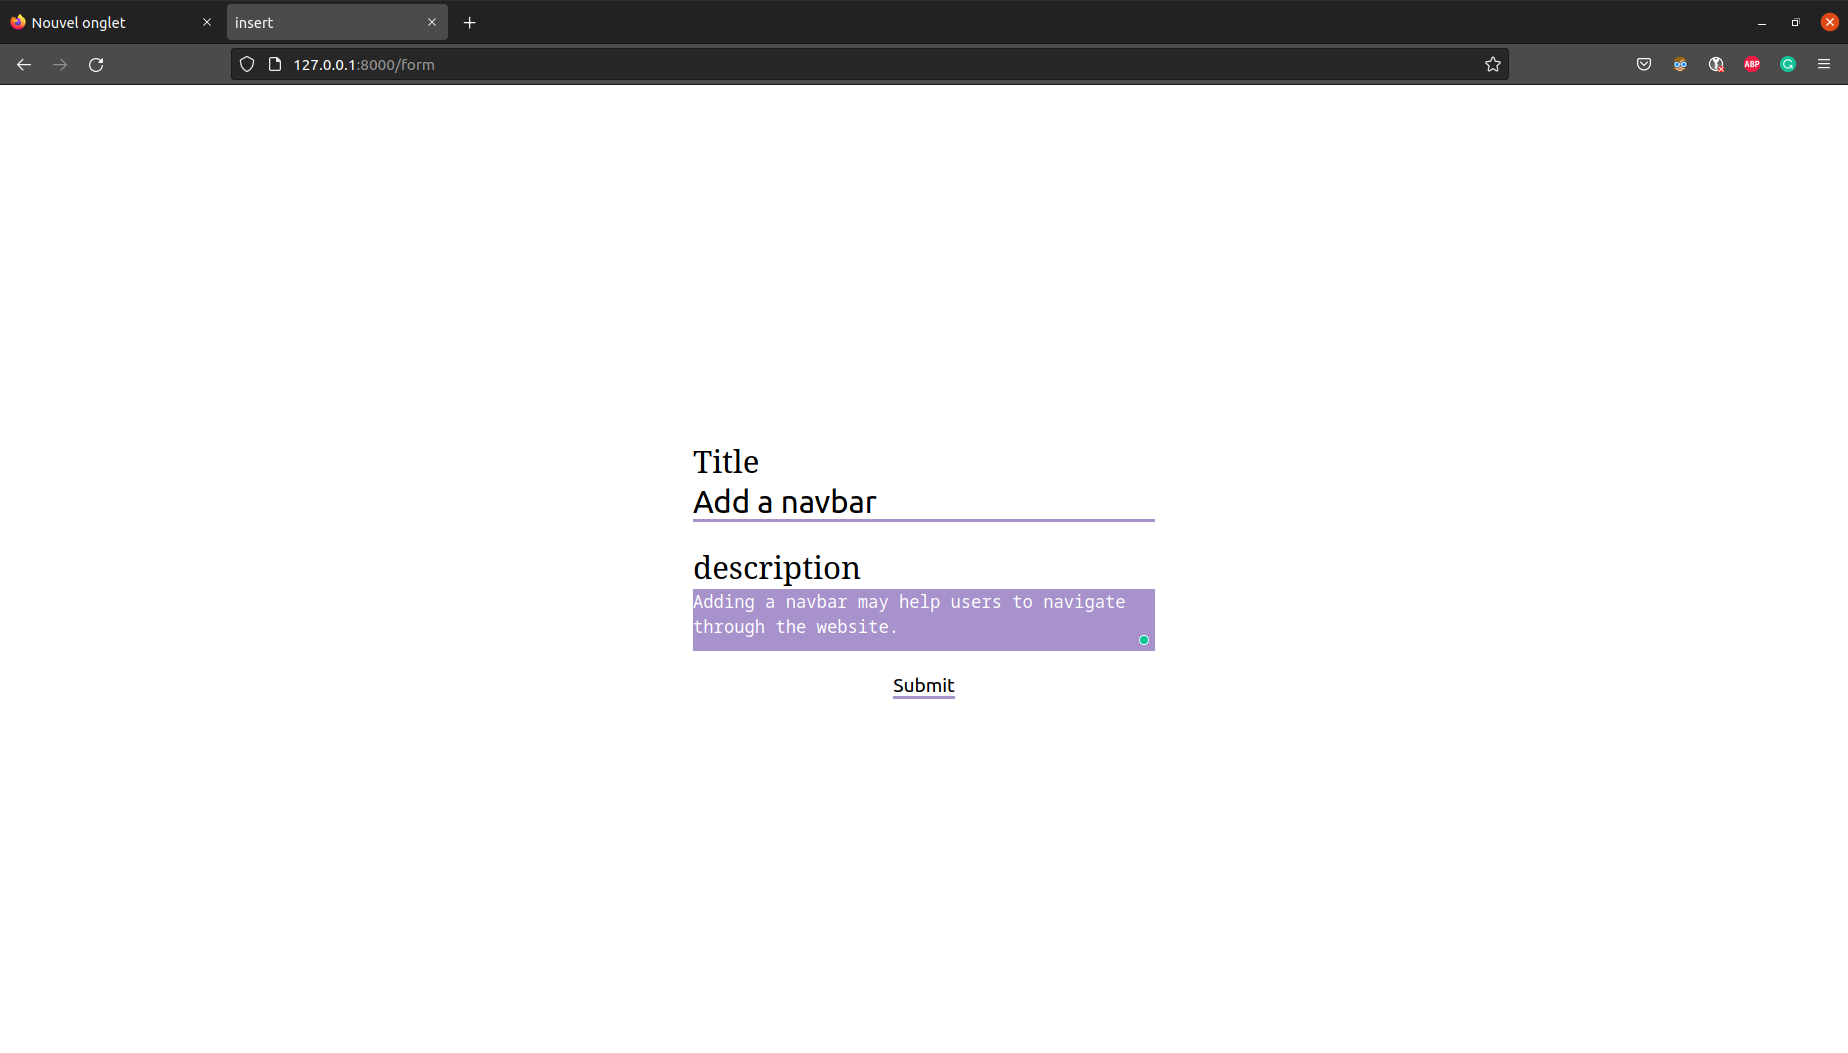 Nouvel onglet
insert
127.0.0.1:8000/form
ABP
Title
Add a navbar
description
Adding a navbar may help users to navigate
through the website.
Submit